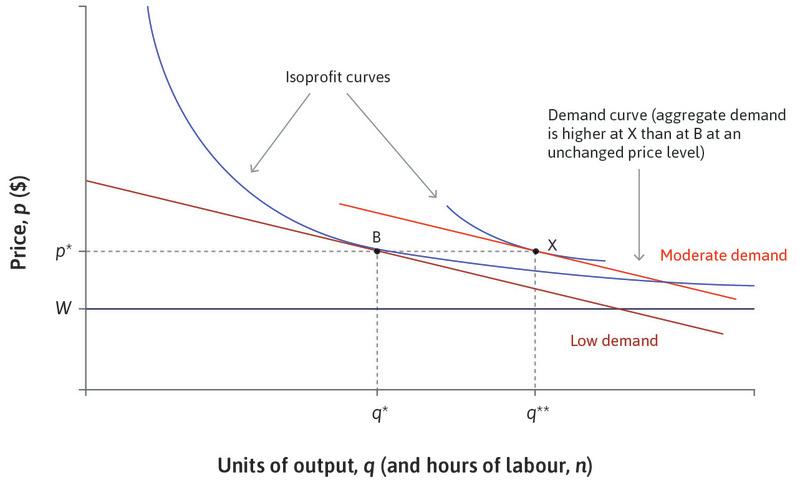 Isoprofit curves
Demand curve (aggregate demand
is higher at X than at B at an
unchanged price level)
Price, p ($)
B
X
p*
Moderate demand
W
Low demand
q*
q**
Units of output, q (and hours of labour, n)